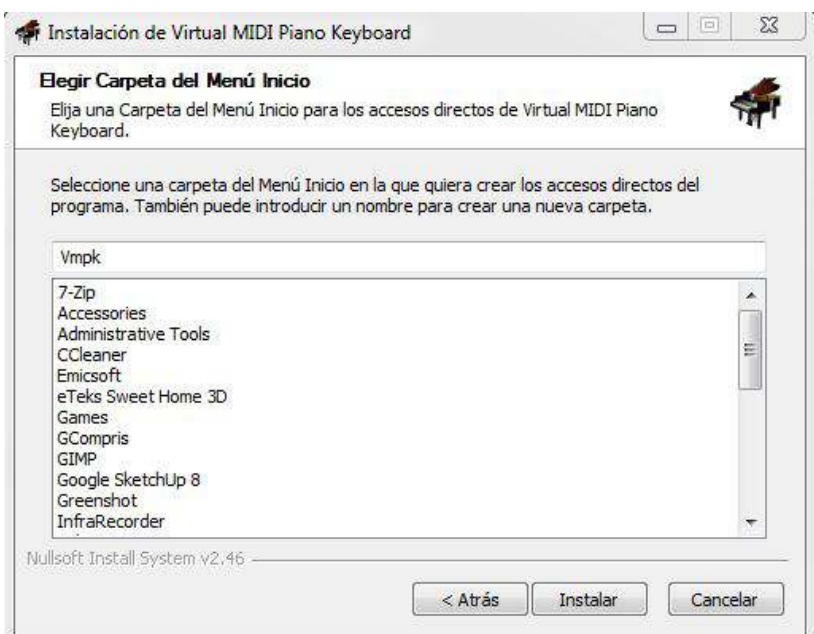 Instalación de Virtual MIDI Piano Keyboard
Elegir Carpeta del Menú Inicio
Elija una Carpeta del Menú Inicio para los accesos directos de Virtual MIDI Piano
Keyboard.
Seleccione una carpeta del Menú Inicio en la que quiera crear los accesos directos del
programa. También puede introducir un nombre para crear una nueva carpeta.
Vmpk
7-Zip
Accessories
Administrative Tools
CCleaner
Emicsoft
eTeks Sweet Home 3D
Games
GCompris
GIMP
Google SketchUp 8
Greenshot
InfraRecorder
Nullsoft Install System v2.46
< Atrás Instalar Cancelar